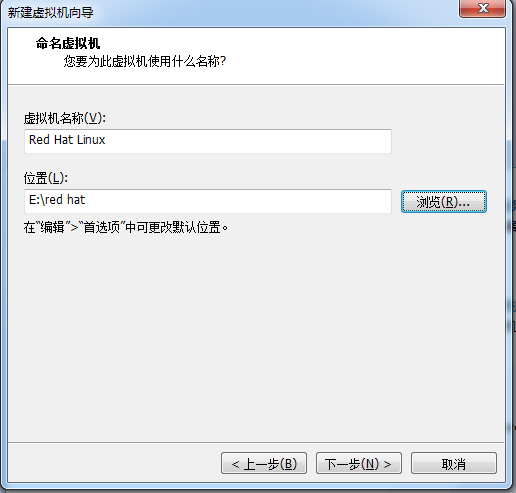 新建虚拟机向导
命名虚拟机
您要为此虚拟机使用什么名称?
虚拟机名称(V):
Red Hat Linux
位置(L):
E:\red hat
浏览(R)...
在“编辑”>“首选项”中可更改默认位置。
< 上一步(B)
下一步(N) >
取消